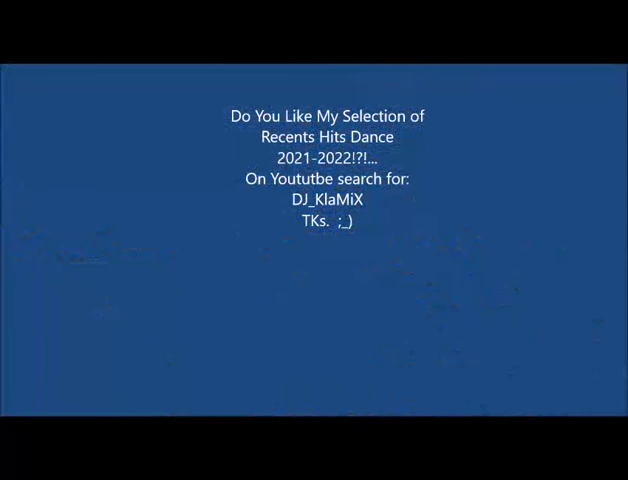 Do You Like My Selection of
Recents Hits Dance
2021-2022!?!...
On Yoututbe search for:
DJ_KlaMiX
TKs.  ;_)